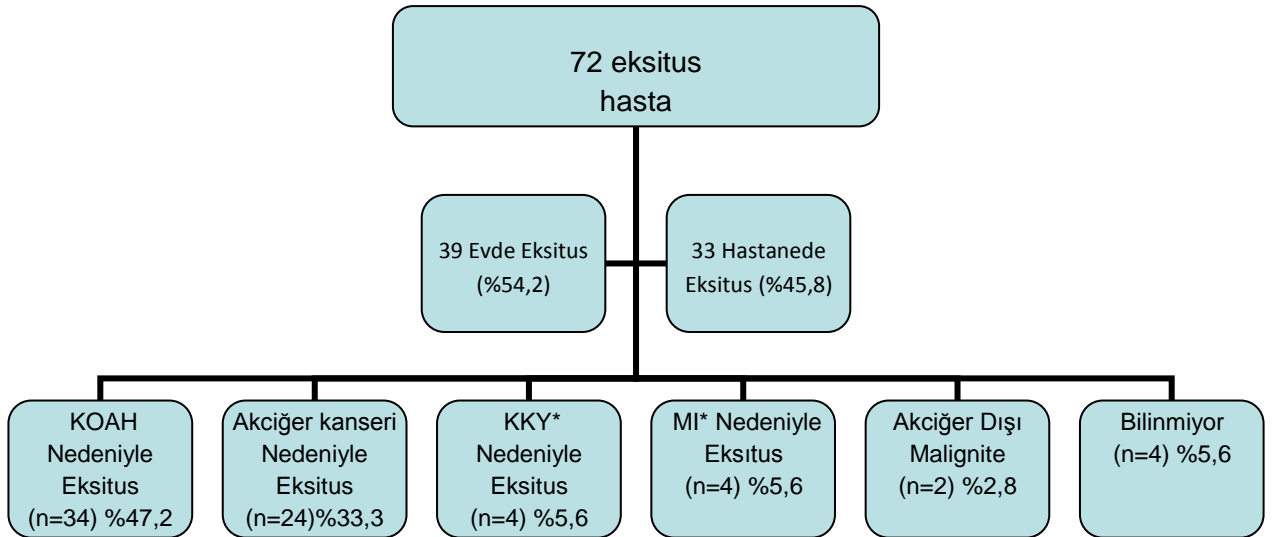 72 eksitus
hasta
39 Evde Eksitus
(%54,2)
33 Hastanede
Eksitus (%45,8)
KOAH
Nedeniyle
Eksitus
(n=34) %47,2
Akciğer kanseri
Nedeniyle
Eksitus
(n=24)%33,3
KKY*
Nedeniyle
Eksitus
(n=4) %5,6
MI* Nedeniyle
Eksıtus
(n=4) %5,6
Akciğer Dışı
Malignite
(n=2) %2,8
Bilinmiyor
(n=4) %5,6